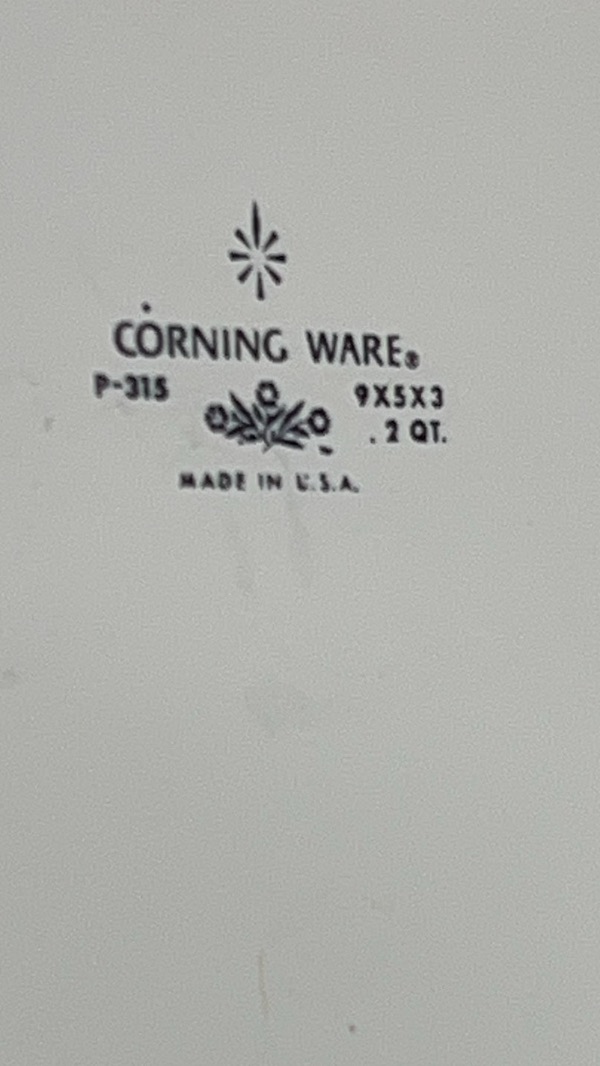 CORNING WARE®
P-315 9X5X3
.2 QT.
MADE IN U.S.A.